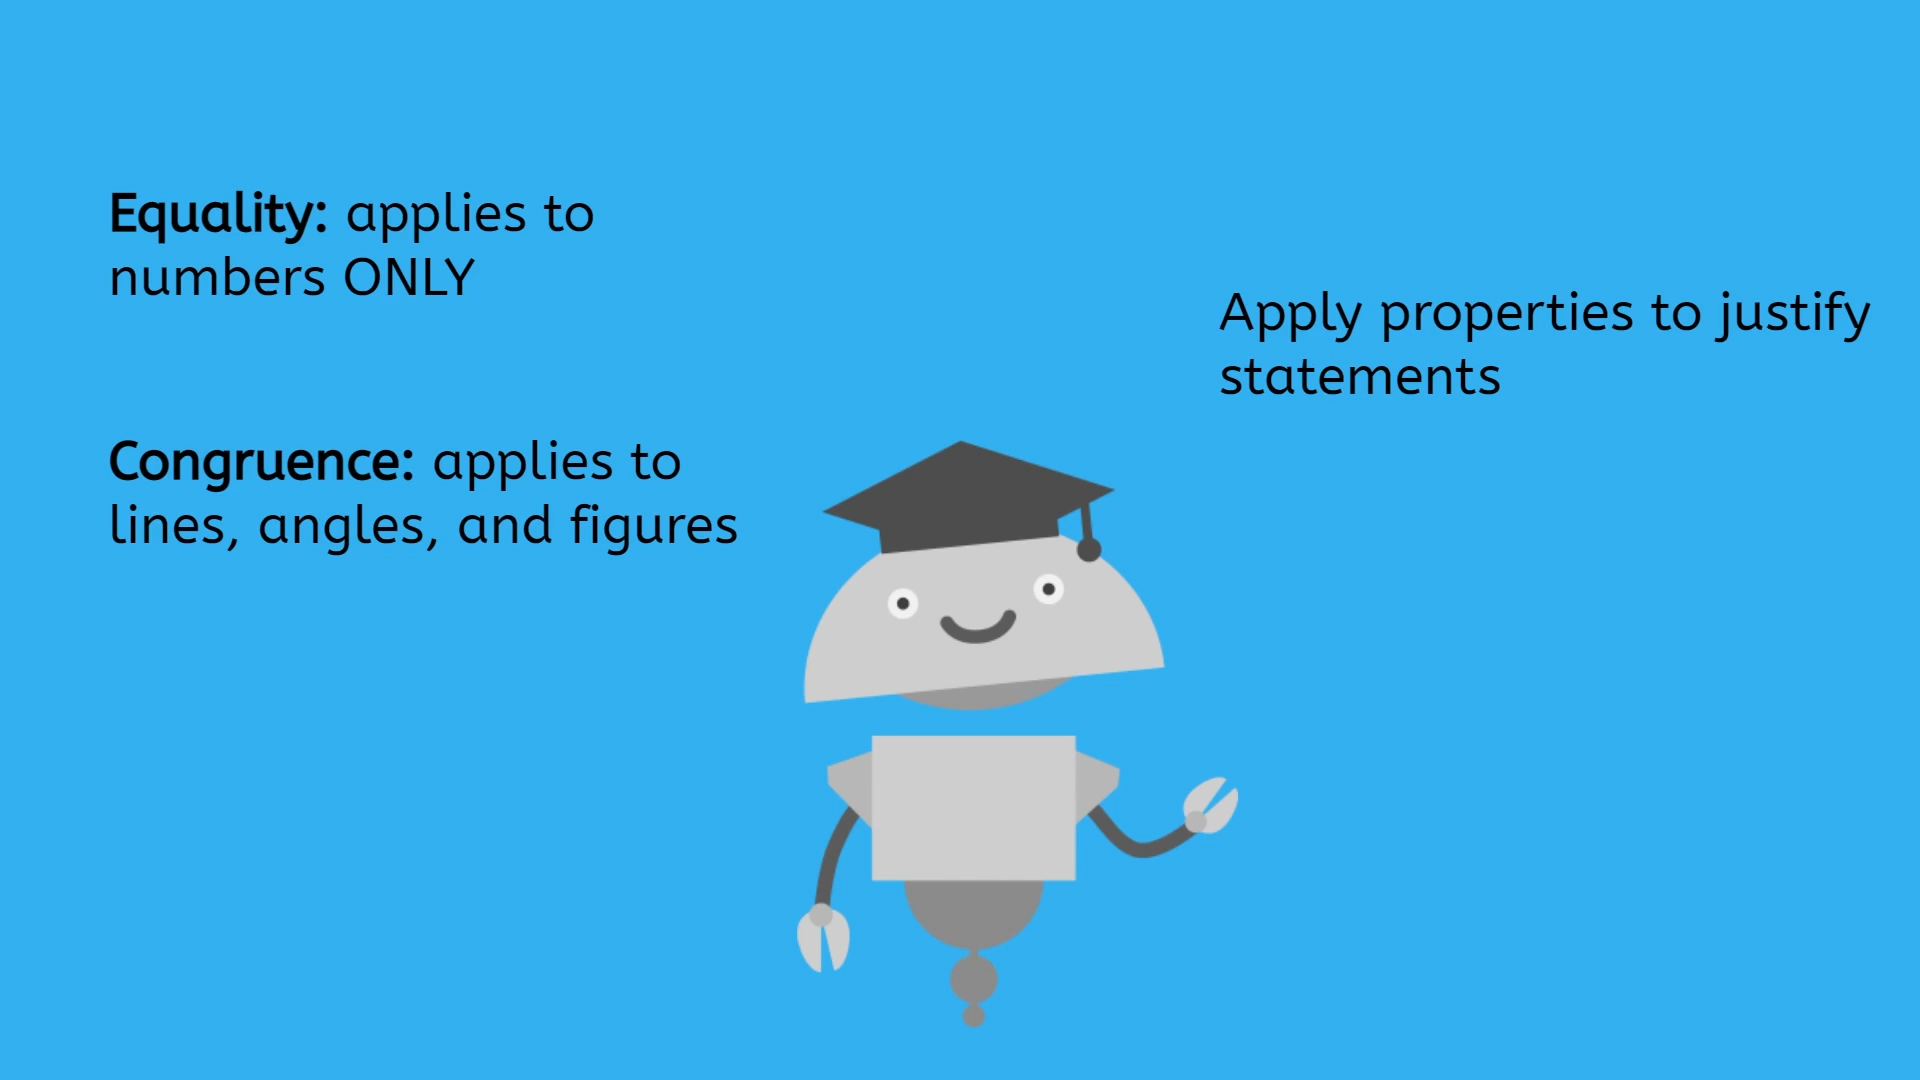 Equality: applies to
numbers ONLY
Congruence: applies to
lines, angles, and figures
Apply properties to justify
statements